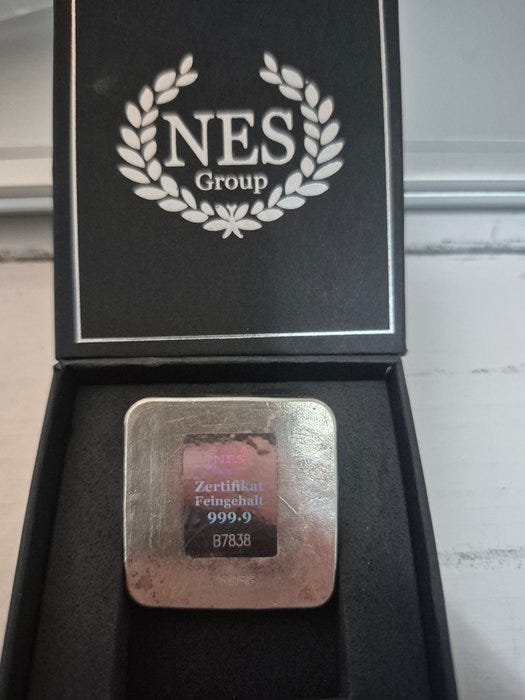 NES
Group
NES
Zertifikat
Feingehalt
999.9
B7838